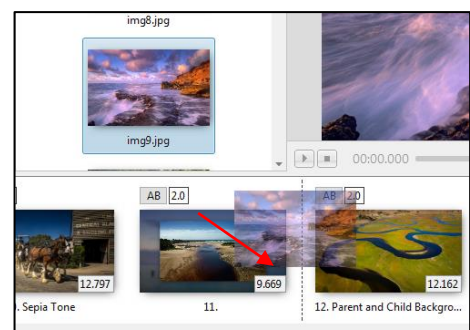 img8.jpg
img9.jpg
00:00.000
AB 2.0 AB 2.0
12.797 9.669 12.162
. Sepia Tone 11. 12. Parent and Child Backgro...